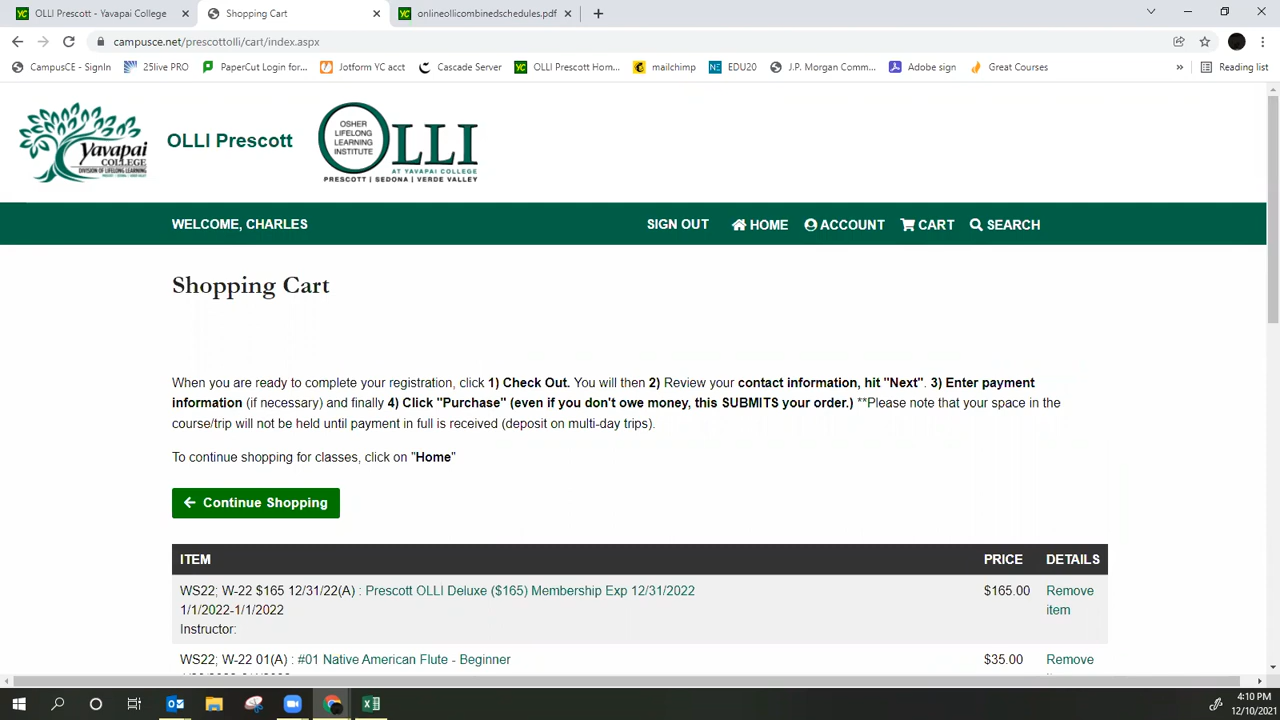 OLLI Prescott - Yavapai College
Shopping Cart
onlineollicombinedschedules.pdf
campusce.net/prescottolli/cart/index.aspx
CampusCE - SignIn
25live PRO
PaperCut Login for...
Jotform YC acct
Cascade Server
OLLI Prescott Hom...
mailchimp
EDU20
J.P. Morgan Comm...
Adobe sign
Great Courses
»
Reading list
Yavapai
COLLEGE
DIVISION OF LIFELONG LEARNING
OLLI Prescott
OSHER
LIFELONG
LEARNING
INSTITUTE
OLLI
AT YAVAPAI COLLEGE
PRESCOTT | SEDONA | VERDE VALLEY
WELCOME, CHARLES
SIGN OUT HOME ACCOUNT CART SEARCH
Shopping Cart
When you are ready to complete your registration, click 1) Check Out. You will then 2) Review your contact information, hit "Next". 3) Enter payment
information (if necessary) and finally 4) Click "Purchase" (even if you don't owe money, this SUBMITS your order.) **Please note that your space in the
course/trip will not be held until payment in full is received (deposit on multi-day trips).
To continue shopping for classes, click on "Home"
Continue Shopping
ITEM PRICE DETAILS
WS22; W-22 $165 12/31/22(A) : Prescott OLLI Deluxe ($165) Membership Exp 12/31/2022 $165.00 Remove
1/1/2022-1/1/2022 item
Instructor:
WS22; W-22 01(A) : #01 Native American Flute - Beginner $35.00 Remove
4:10 PM
12/10/2021